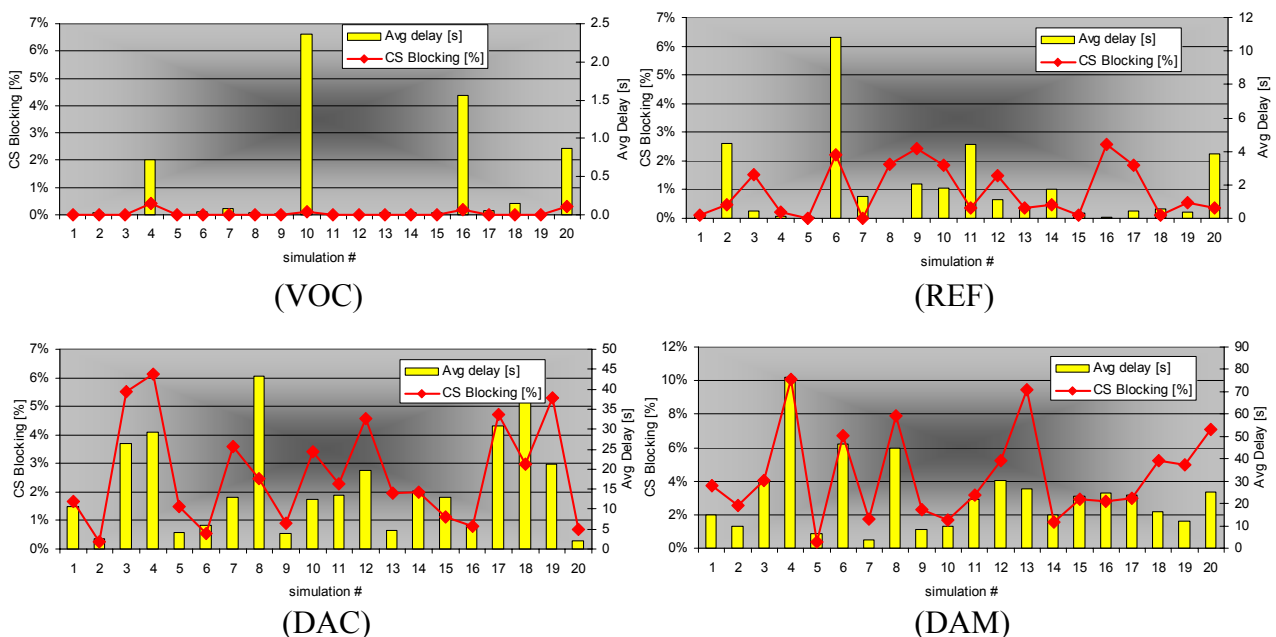 7%
6%
5%
4%
3%
2%
1%
0%
CS Blocking [%]
2.5
2.0
1.5
1.0
0.5
0.0
Avg Delay [s]
Avg delay [s]
CS Blocking [%]
1 2 3 4 5 6 7 8 9 10 11 12 13 14 15 16 17 18 19 20
simulation #
(VOC)
7%
6%
5%
4%
3%
2%
1%
0%
CS Blocking [%]
12
10
8
6
4
2
0
Avg Delay [s]
Avg delay [s]
CS Blocking [%]
1 2 3 4 5 6 7 8 9 10 11 12 13 14 15 16 17 18 19 20
simulation #
(REF)
7%
6%
5%
4%
3%
2%
1%
0%
CS Blocking [%]
50
45
40
35
30
25
20
15
10
5
0
Avg Delay [s]
Avg delay [s]
CS Blocking [%]
1 2 3 4 5 6 7 8 9 10 11 12 13 14 15 16 17 18 19 20
simulation #
(DAC)
12%
10%
8%
6%
4%
2%
0%
CS Blocking [%]
90
80
70
60
50
40
30
20
10
0
Avg Delay [s]
Avg delay [s]
CS Blocking [%]
1 2 3 4 5 6 7 8 9 10 11 12 13 14 15 16 17 18 19 20
simulation #
(DAM)